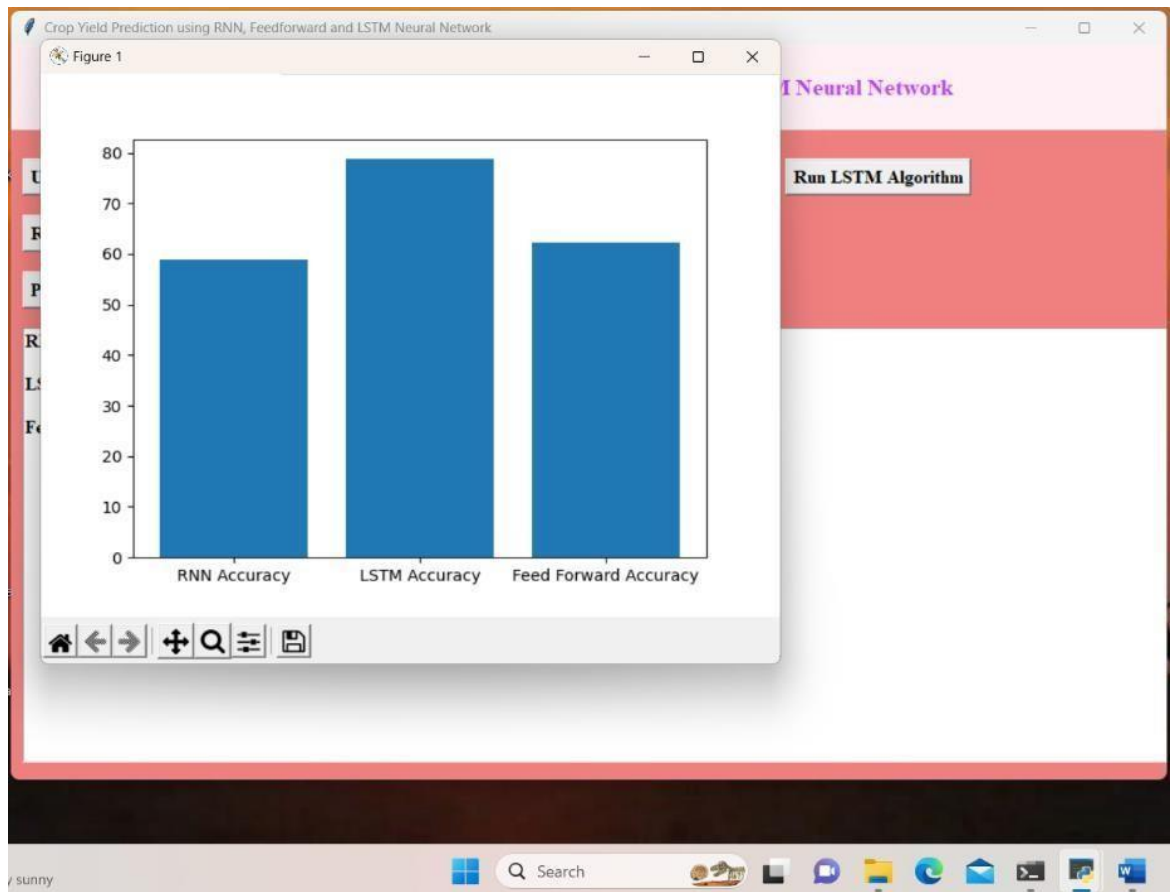 Crop Yield Prediction using RNN, Feedforward and LSTM Neural Network
Figure 1
Neural Network
Run LSTM Algorithm
80
70
60
50
40
30
20
10
0
RNN Accuracy
LSTM Accuracy
Feed Forward Accuracy
Search
sunny